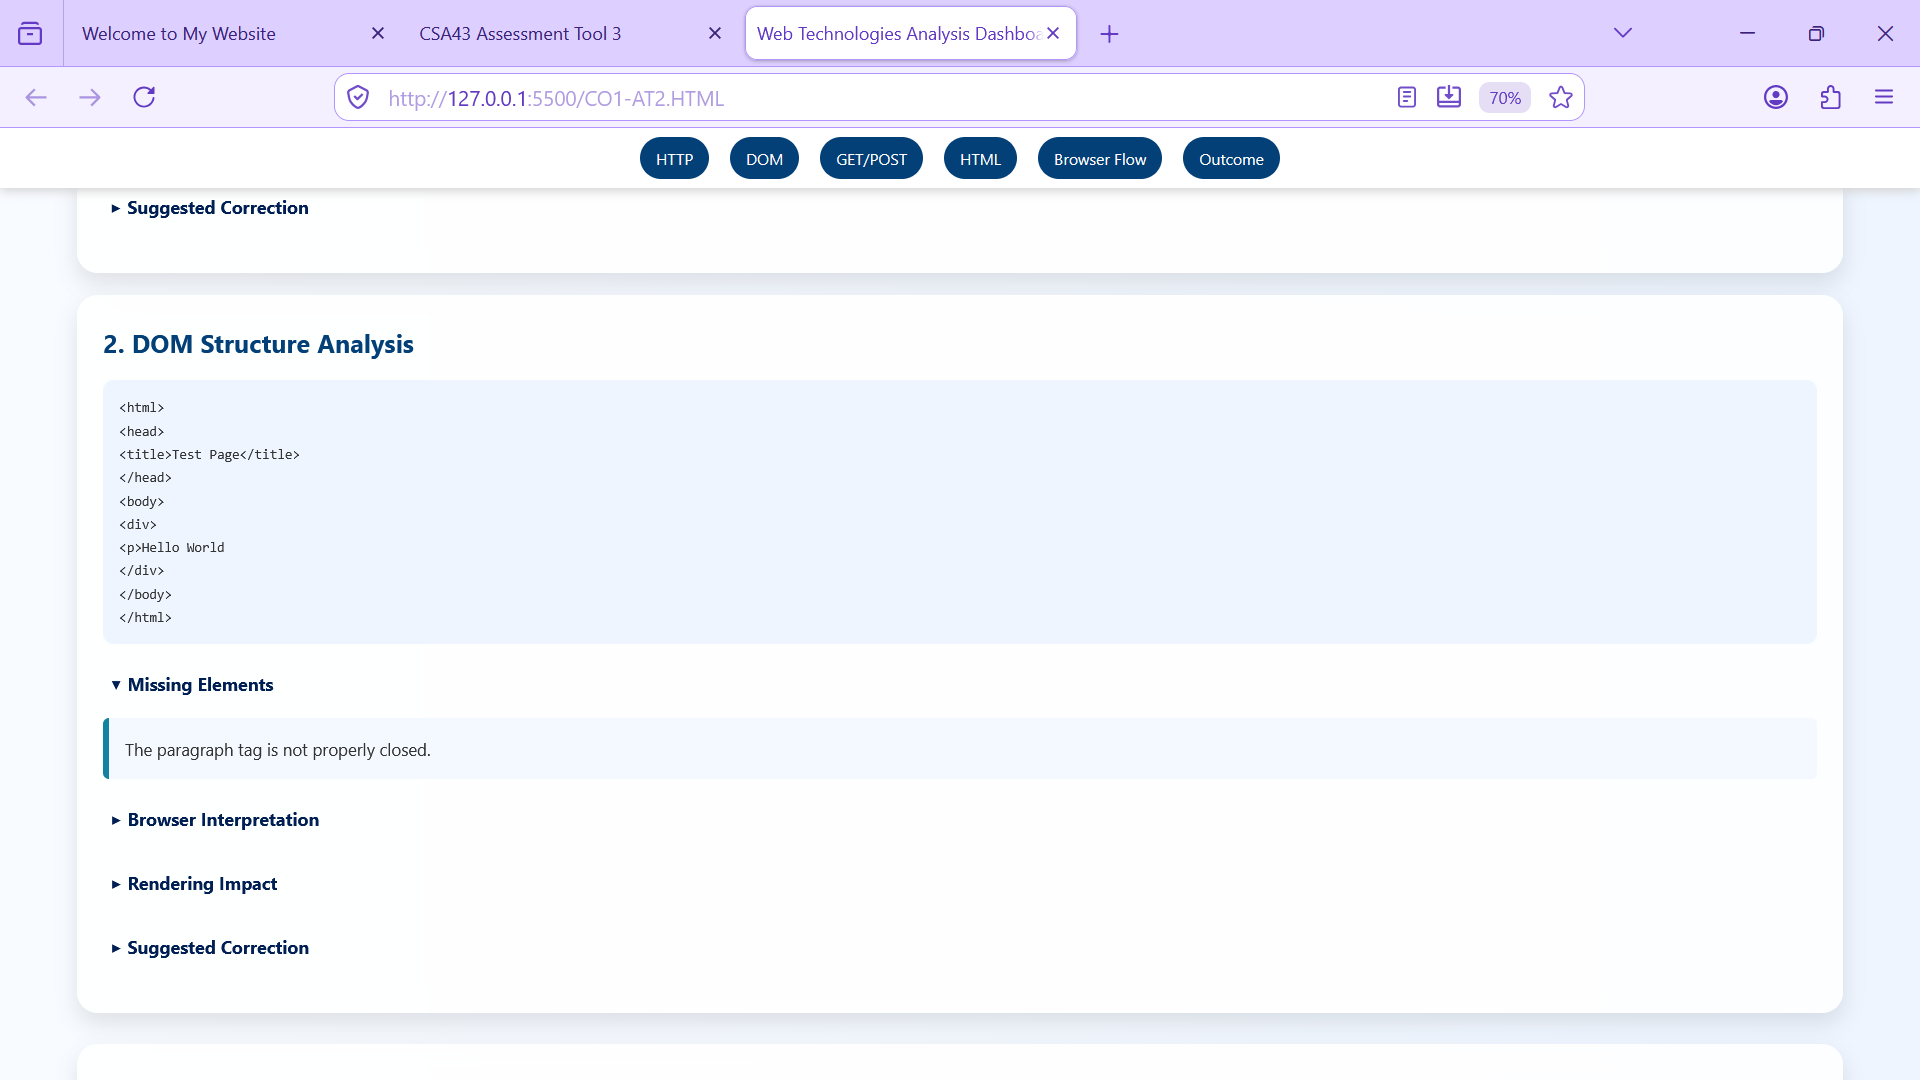 Welcome to My Website
CSA43 Assessment Tool 3
Web Technologies Analysis Dashboa
http://127.0.0.1:5500/CO1-AT2.HTML
70%
HTTP
DOM
GET/POST
HTML
Browser Flow
Outcome
▸ Suggested Correction
2. DOM Structure Analysis
<html>
<head>
<title>Test Page</title>
</head>
<body>
<div>
<p>Hello World
</div>
</body>
</html>
▾ Missing Elements
The paragraph tag is not properly closed.
▸ Browser Interpretation
▸ Rendering Impact
▸ Suggested Correction